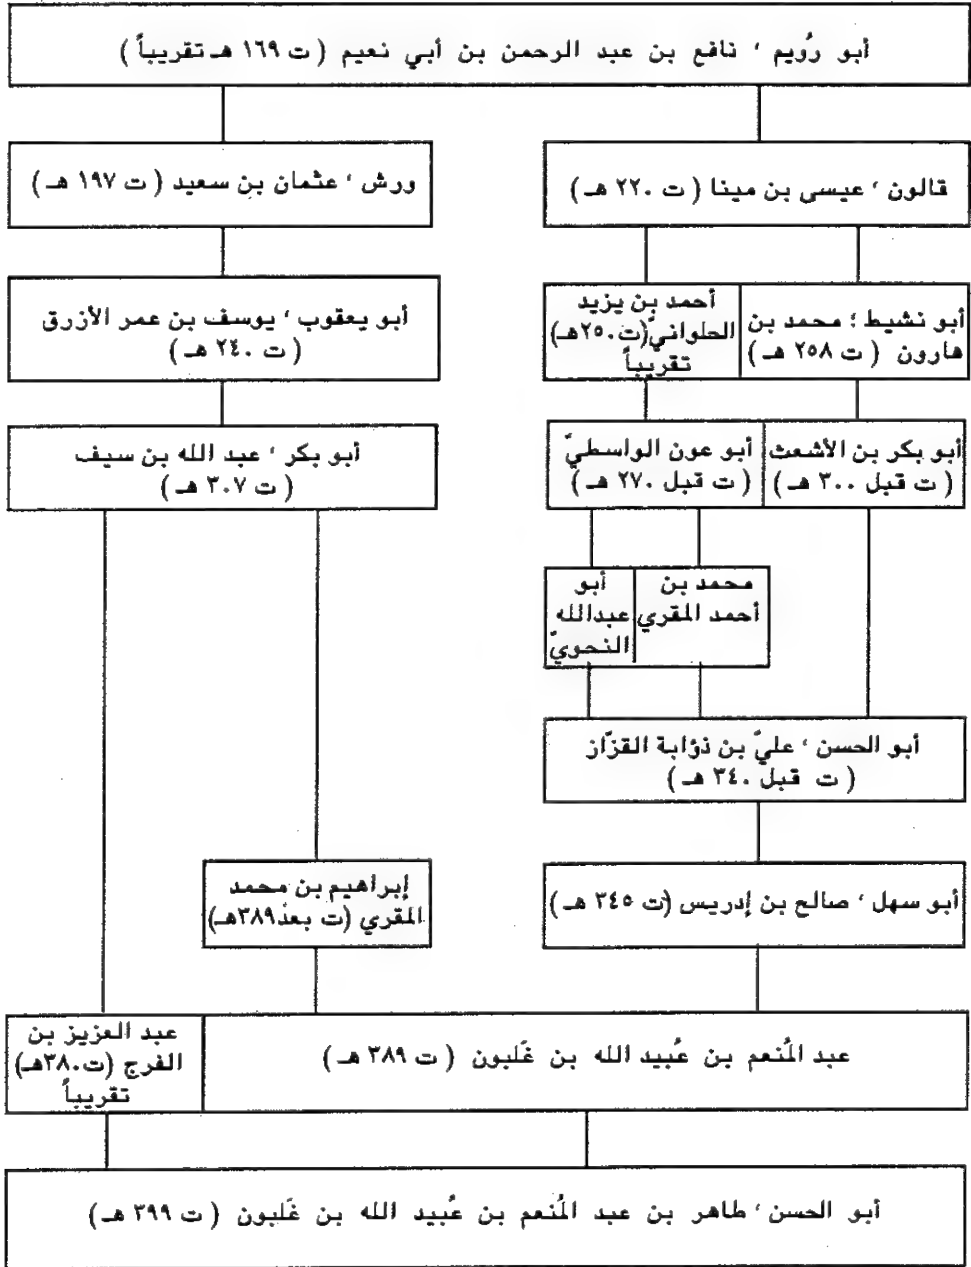 أبو رُويم ، نافع بن عبد الرحمن بن أبي نعيم ( ت ١٦٩ هـ تقريباً )
قالون ، عيسى بن مينا ( ت ٢٢٠ هـ )
ورش ، عثمان بن سعيد ( ت ١٩٧ هـ )
أبو نشيط ؛ محمد بن
هارون ( ت ٢٥٨ هـ )
أحمد بن يزيد
الحلوانيّ (ت ٢٥٠هـ)
تقريباً
أبو يعقوب ، يوسف بن عمر الأزرق
( ت ٢٤٠ هـ )
أبو بكر بن الأشعث
( ت قبل ٣٠٠ هـ )
أبو عون الواسطيّ
( ت قبل ٢٧٠ هـ )
أبو بكر ، عبد الله بن سيف
( ت ٣٠٧ هـ )
محمد بن
أحمد المقري
أبو
عبدالله
النحويّ
أبو الحسن ، عليّ بن ذؤابة القزّاز
( ت قبل ٣٤٠ هـ )
أبو سهل ، صالح بن إدريس (ت ٣٤٥ هـ )
إبراهيم بن محمد
المقري (ت بعد ٣٨٩هـ)
عبد المُنعم بن عُبيد الله بن غَلبون ( ت ٣٨٩ هـ )
عبد العزيز بن
الفرج (ت ٣٨٠هـ)
تقريباً
أبو الحسن ، طاهر بن عبد المُنعم بن عُبيد الله بن غَلبون ( ت ٣٩٩ هـ )